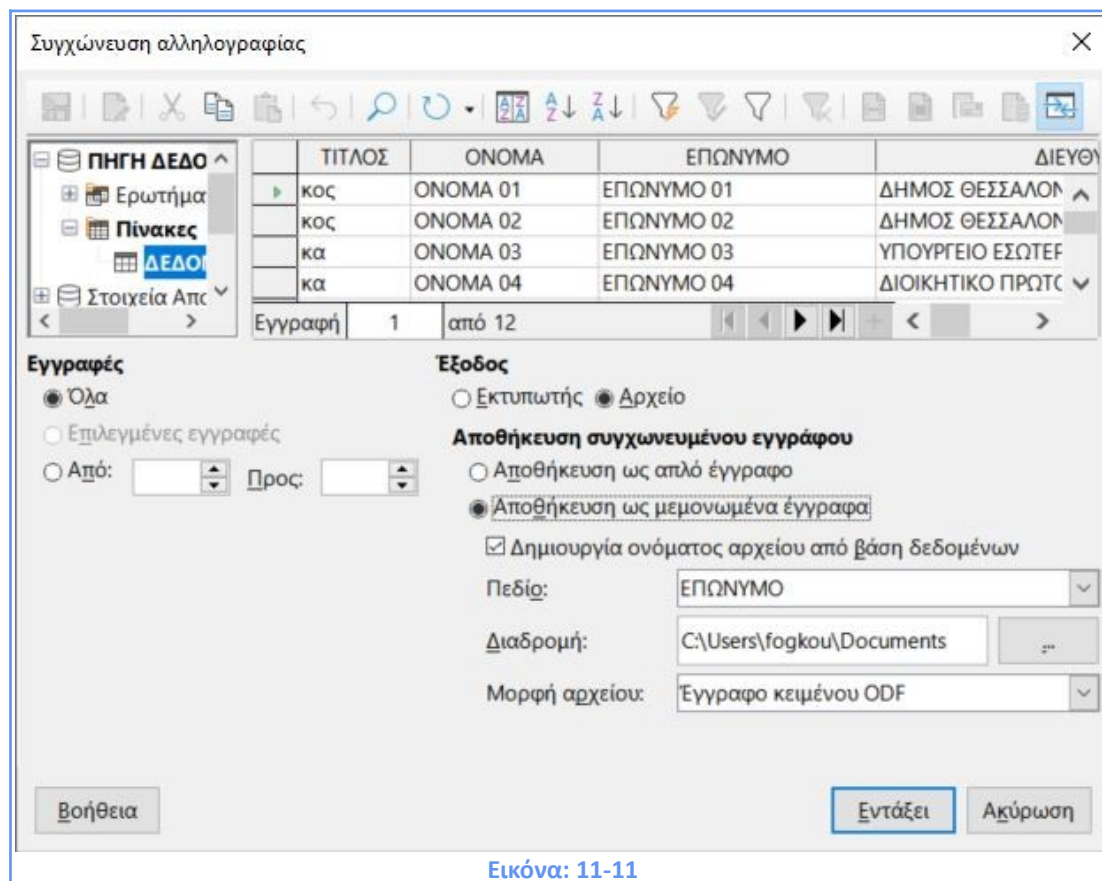 Συγχώνευση αλληλογραφίας
ΠΗΓΗ ΔΕΔΟ
Ερωτήμα
Πίνακες
ΔΕΔΟΙ
Στοιχεία Απς
ΤΙΤΛΟΣ ΟΝΟΜΑ ΕΠΩΝΥΜΟ ΔΙΕΥΘΥ
κος ΟΝΟΜΑ 01 ΕΠΩΝΥΜΟ 01 ΔΗΜΟΣ ΘΕΣΣΑΛΟΝ
κος ΟΝΟΜΑ 02 ΕΠΩΝΥΜΟ 02 ΔΗΜΟΣ ΘΕΣΣΑΛΟΝ
κα ΟΝΟΜΑ 03 ΕΠΩΝΥΜΟ 03 ΥΠΟΥΡΓΕΙΟ ΕΣΩΤΕΡ
κα ΟΝΟΜΑ 04 ΕΠΩΝΥΜΟ 04 ΔΙΟΙΚΗΤΙΚΟ ΠΡΩΤΟ
Εγγραφή 1 από 12
Εγγραφές
Όλα
Επιλεγμένες εγγραφές
Από: Προς:
Έξοδος
Εκτυπωτής Αρχείο
Αποθήκευση συγχωνευμένου εγγράφου
Αποθήκευση ως απλό έγγραφο
Αποθήκευση ως μεμονωμένα έγγραφα
Δημιουργία ονόματος αρχείου από βάση δεδομένων
Πεδίο: ΕΠΩΝΥΜΟ
Διαδρομή: C:\Users\fogkou\Documents ...
Μορφή αρχείου: Έγγραφο κειμένου ODF
Βοήθεια Εντάξει Ακύρωση
Εικόνα: 11-11